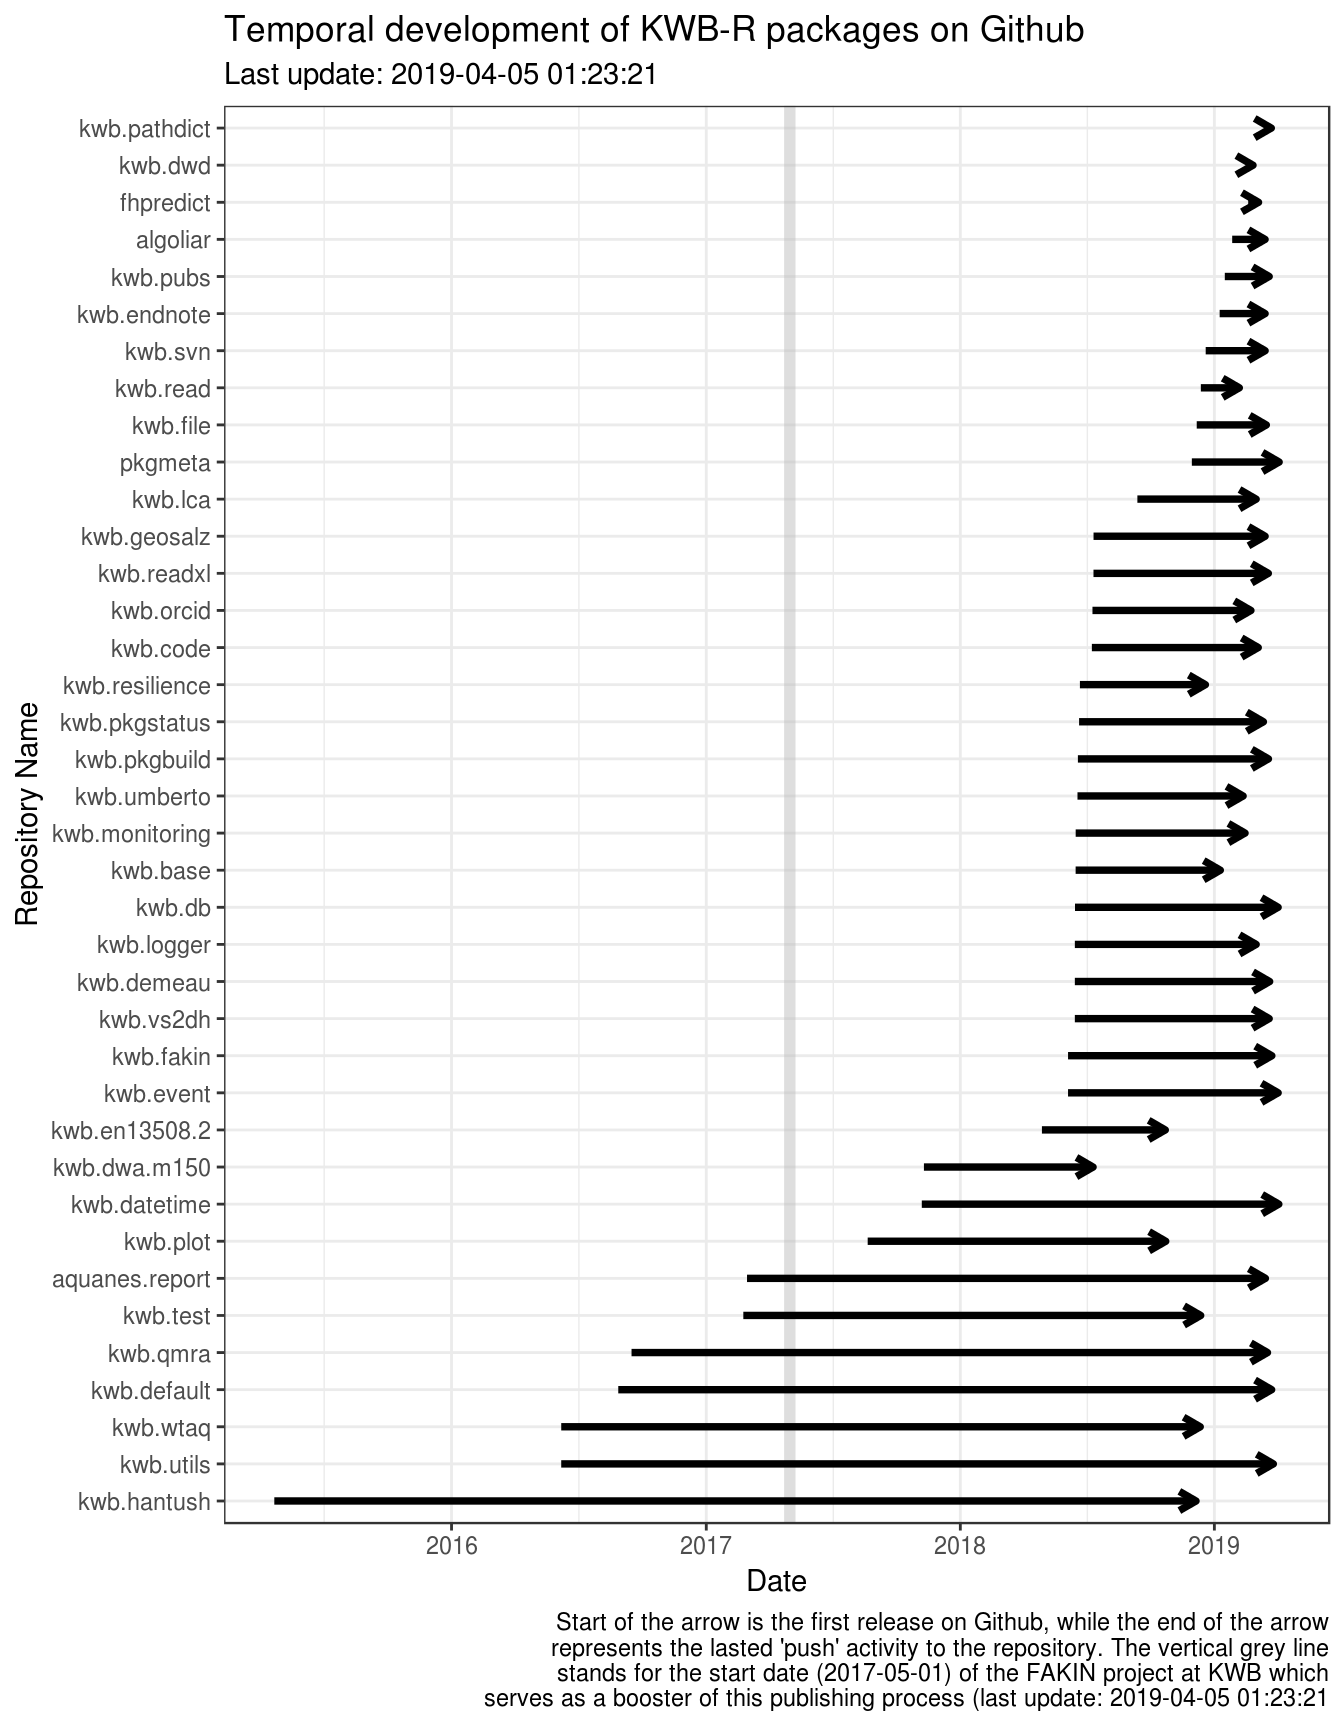 Temporal development of KWB-R packages on Github
Last update: 2019-04-05 01:23:21
Repository Name
kwb.pathdict
kwb.dwd
fhpredict
algoliar
kwb.pubs
kwb.endnote
kwb.svn
kwb.read
kwb.file
pkgmeta
kwb.lca
kwb.geosalz
kwb.readxl
kwb.orcid
kwb.code
kwb.resilience
kwb.pkgstatus
kwb.pkgbuild
kwb.umberto
kwb.monitoring
kwb.base
kwb.db
kwb.logger
kwb.demeau
kwb.vs2dh
kwb.fakin
kwb.event
kwb.en13508.2
kwb.dwa.m150
kwb.datetime
kwb.plot
aquanes.report
kwb.test
kwb.qmra
kwb.default
kwb.wtaq
kwb.utils
kwb.hantush
2016 2017 2018 2019
Date
Start of the arrow is the first release on Github, while the end of the arrow
represents the lasted 'push' activity to the repository. The vertical grey line
stands for the start date (2017-05-01) of the FAKIN project at KWB which
serves as a booster of this publishing process (last update: 2019-04-05 01:23:21